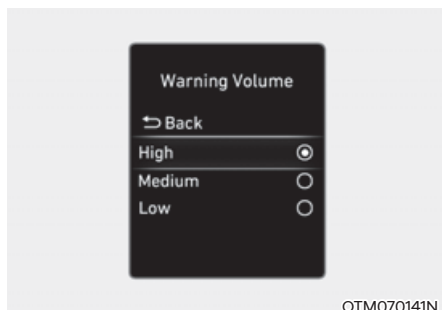 Warning Volume
Back
High
Medium
Low
OTM070141N